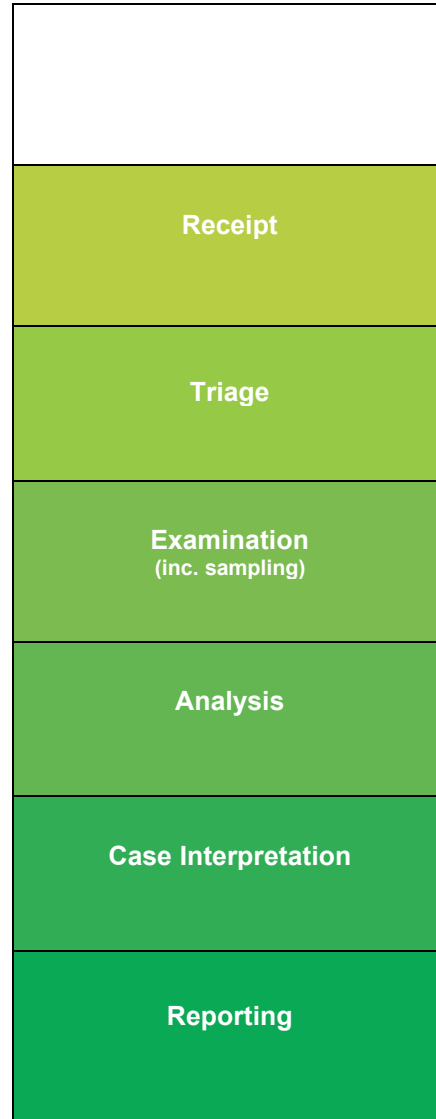 Receipt
Triage
Examination
(inc. sampling)
Analysis
Case Interpretation
Reporting